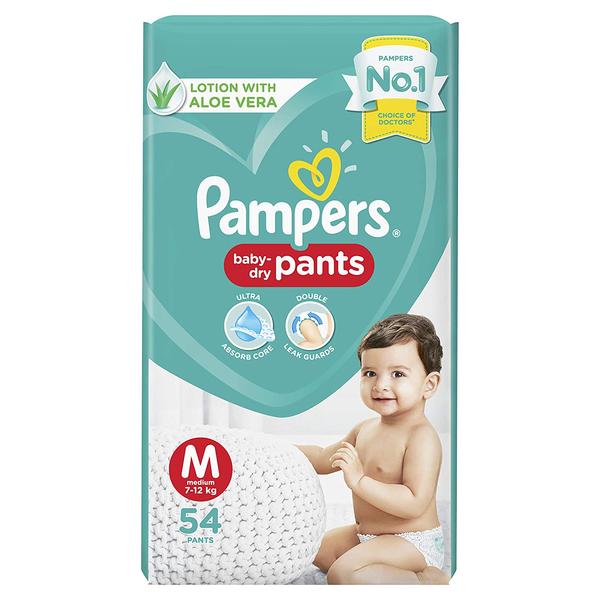 LOTION WITH
ALOE VERA
PAMPERS
No.1
CHOICE OF
DOCTORS*
Pampers®
baby-
dry pants
ULTRA
ABSORB CORE
DOUBLE
LEAK GUARDS
M
medium
7-12 kg
54
PANTS